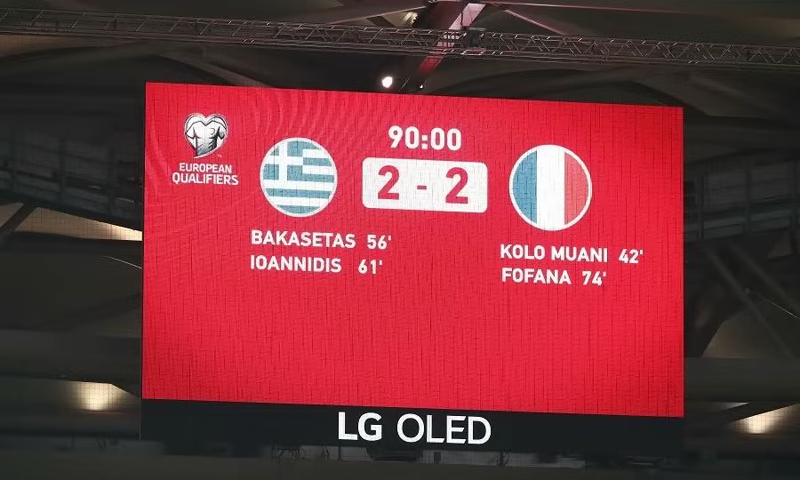 90:00
EUROPEAN
QUALIFIERS
2 - 2
BAKASETAS 56'
IOANNIDIS 61'
KOLO MUANI 42'
FOFANA 74'
LG OLED